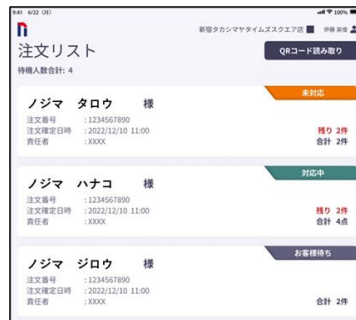 9:41 6/22（月） 100%
n 新宿タカシマヤタイムズスクエア店 伊藤 英俊
注文リスト QRコード読み取り
待機人数合計: 4
未対応
ノジマ タロウ 様
注文番号 : 1234567890
注文確定日時 : 2022/12/10 11:00 残り 2件
責任者 : XXXX 合計 2件
対応中
ノジマ ハナコ 様
注文番号 : 1234567890
注文確定日時 : 2022/12/10 11:00 残り 2件
責任者 : XXXX 合計 4点
お客様待ち
ノジマ ジロウ 様
注文番号 : 1234567890
注文確定日時 : 2022/12/10 11:00
責任者 : XXXX 合計 2件